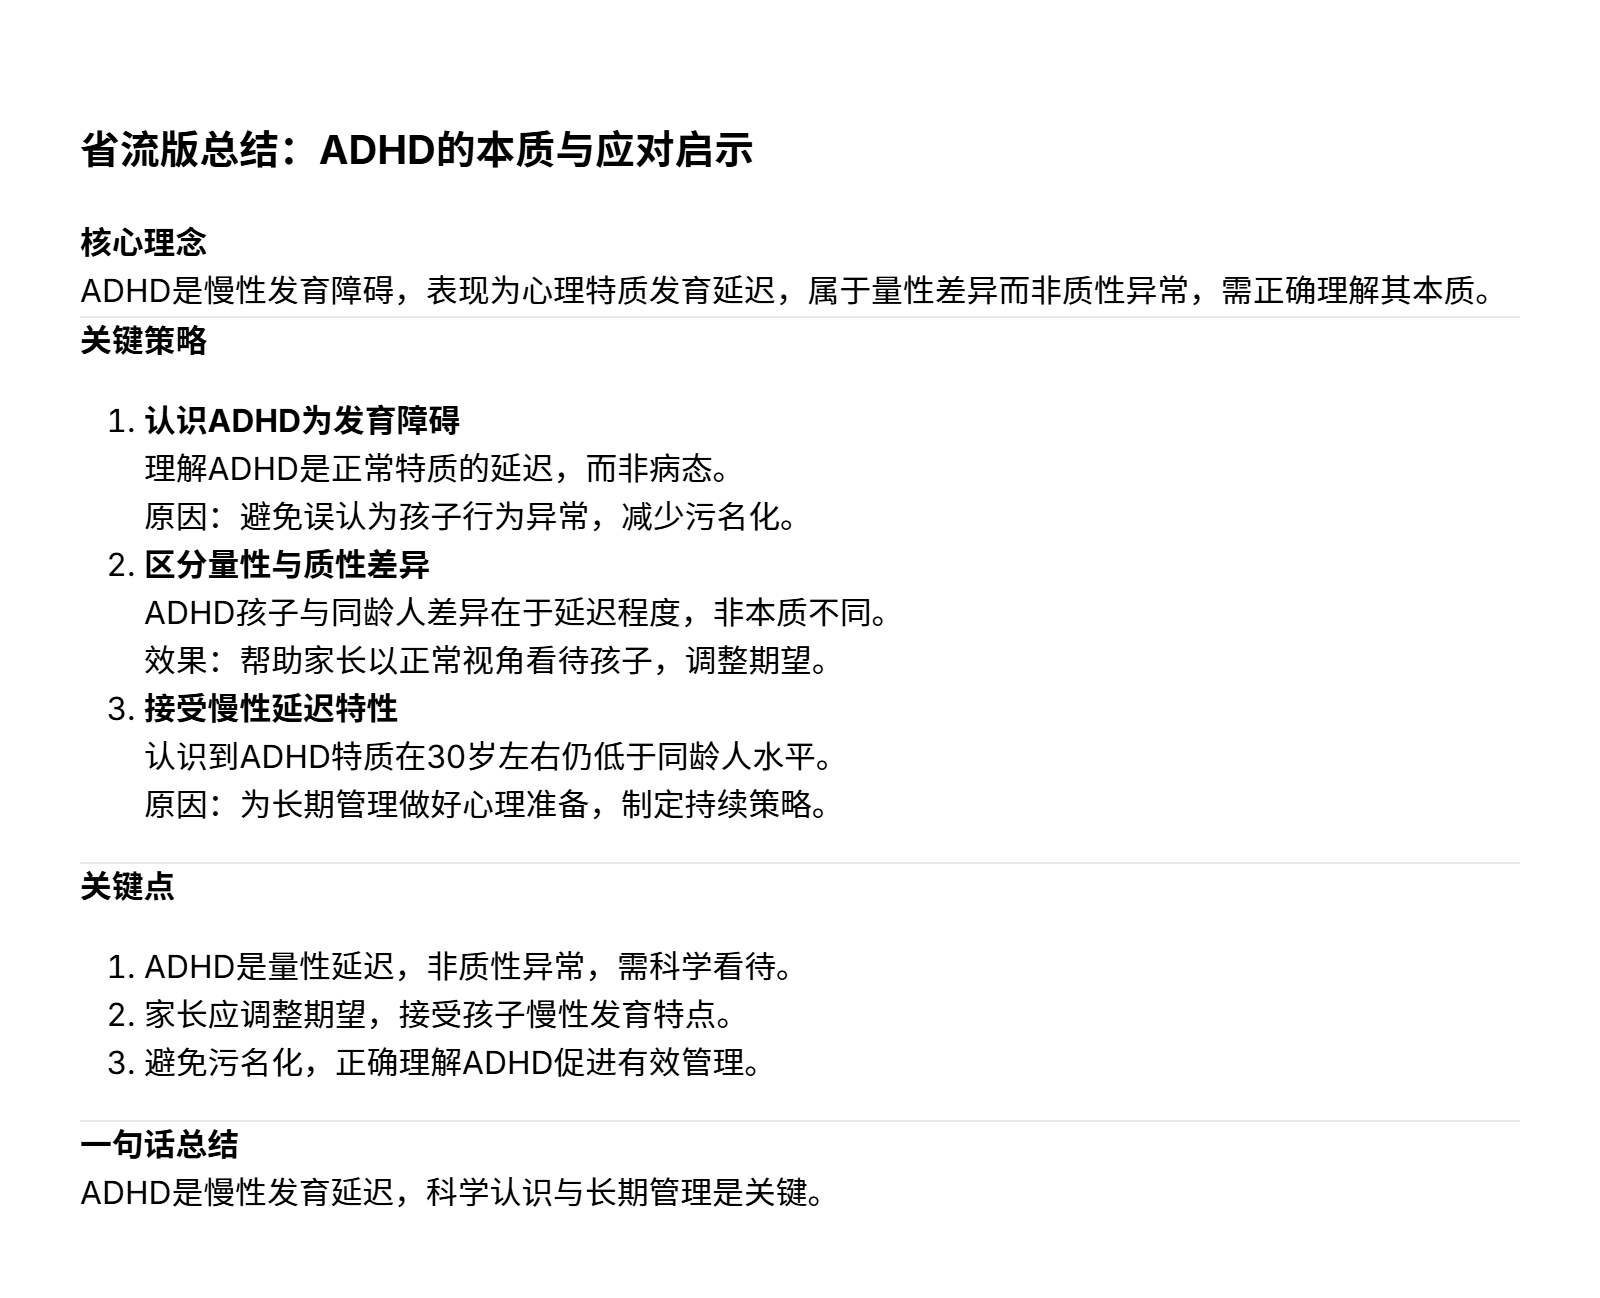 省流版总结：ADHD的本质与应对启示
核心理念
ADHD是慢性发育障碍，表现为心理特质发育延迟，属于量性差异而非质性异常，需正确理解其本质。
关键策略
1. 认识ADHD为发育障碍
理解ADHD是正常特质的延迟，而非病态。
原因：避免误认为孩子行为异常，减少污名化。
2. 区分量性与质性差异
ADHD孩子与同龄人差异在于延迟程度，非本质不同。
效果：帮助家长以正常视角看待孩子，调整期望。
3. 接受慢性延迟特性
认识到ADHD特质在30岁左右仍低于同龄人水平。
原因：为长期管理做好心理准备，制定持续策略。
关键点
1. ADHD是量性延迟，非质性异常，需科学看待。
2. 家长应调整期望，接受孩子慢性发育特点。
3. 避免污名化，正确理解ADHD促进有效管理。
一句话总结
ADHD是慢性发育延迟，科学认识与长期管理是关键。